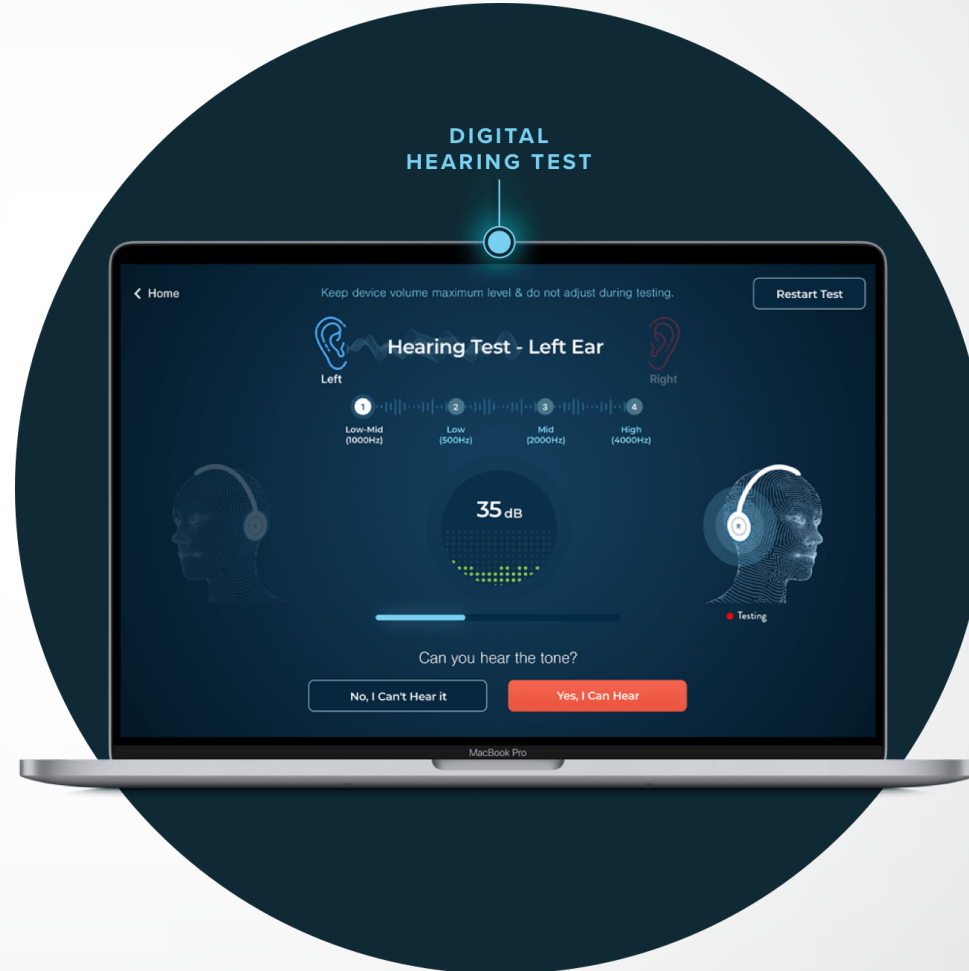 DIGITAL
HEARING TEST
Home
Keep device volume maximum level & do not adjust during testing.
Restart Test
Hearing Test - Left Ear
Left
Right
1
2
3
4
Low-Mid
(1000Hz)
Low
(500Hz)
Mid
(2000Hz)
High
(4000Hz)
35 dB
R
Testing
Can you hear the tone?
No, I Can't Hear it
Yes, I Can Hear
MacBook Pro